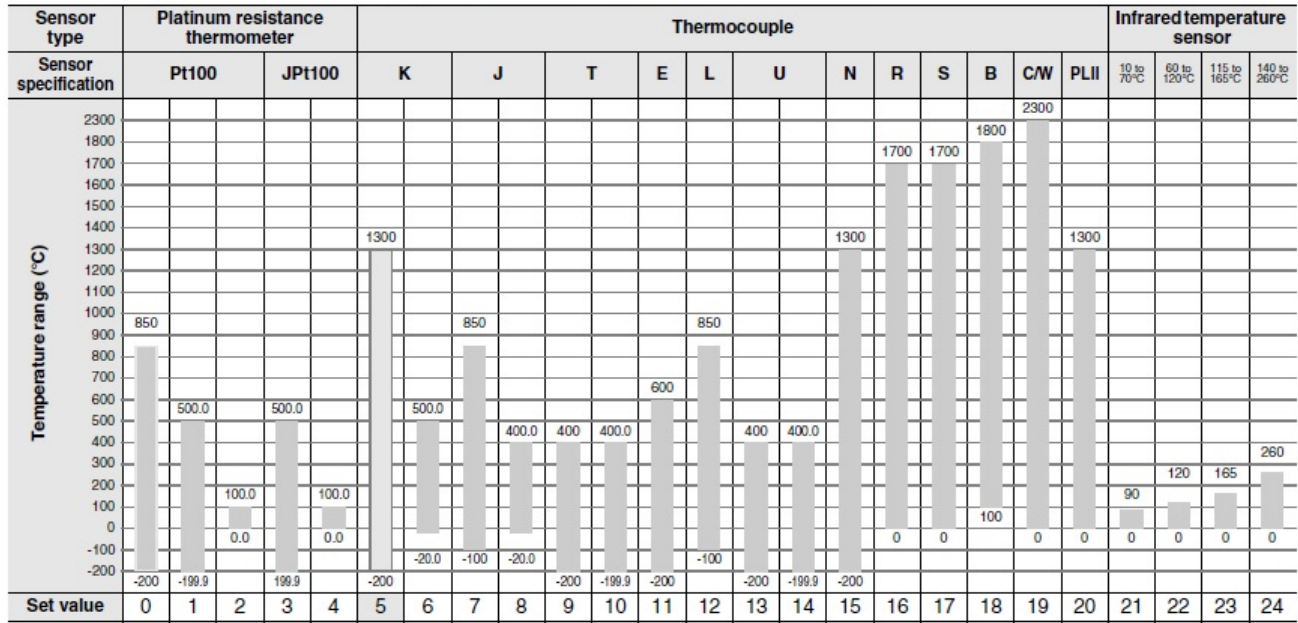 Sensor type Platinum resistance thermometer Thermocouple Infrared temperature sensor
Sensor specification Pt100 JPt100 K J T E L U N R S B C/W PLII 10 to 70°C 60 to 120°C 115 to 165°C 140 to 260°C
Temperature range (°C)
2300 2300
1800 1800
1700 1700 1700
1600
1500
1400
1300 1300 1300 1300
1200
1100
1000
900 850 850 850
800
700
600 600
500 500.0 500.0 500.0
400 400.0 400 400.0 400 400.0
300
200 260
100 100.0 100.0 100 90 120 165
0 0.0 0.0 0 0 0 0 0 0 0 0
-100 -20.0 -100 -20.0 -100
-200 -200 -199.9 199.9 -200 -200 -199.9 -200 -200 -199.9 -200
Set value 0 1 2 3 4 5 6 7 8 9 10 11 12 13 14 15 16 17 18 19 20 21 22 23 24